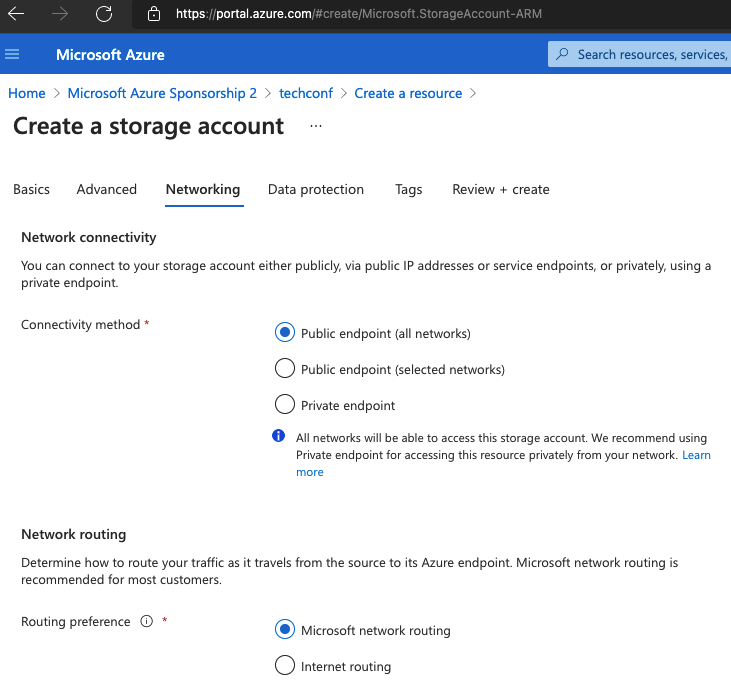 https://portal.azure.com/#create/Microsoft.StorageAccount-ARM
Microsoft Azure
Search resources, services,
Home > Microsoft Azure Sponsorship 2 > techconf > Create a resource >
Create a storage account ...
Basics Advanced Networking Data protection Tags Review + create
Network connectivity
You can connect to your storage account either publicly, via public IP addresses or service endpoints, or privately, using a
private endpoint.
Connectivity method *
Public endpoint (all networks)
Public endpoint (selected networks)
Private endpoint
All networks will be able to access this storage account. We recommend using
Private endpoint for accessing this resource privately from your network. Learn
more
Network routing
Determine how to route your traffic as it travels from the source to its Azure endpoint. Microsoft network routing is
recommended for most customers.
Routing preference *
Microsoft network routing
Internet routing